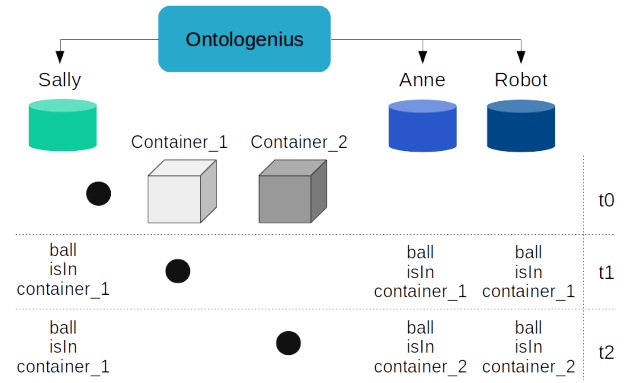 Ontologenius
Sally
Anne
Robot
Container_1
Container_2
t0
ball
isIn
container_1
ball
isIn
container_1
ball
isIn
container_1
t1
ball
isIn
container_1
ball
isIn
container_2
ball
isIn
container_2
t2